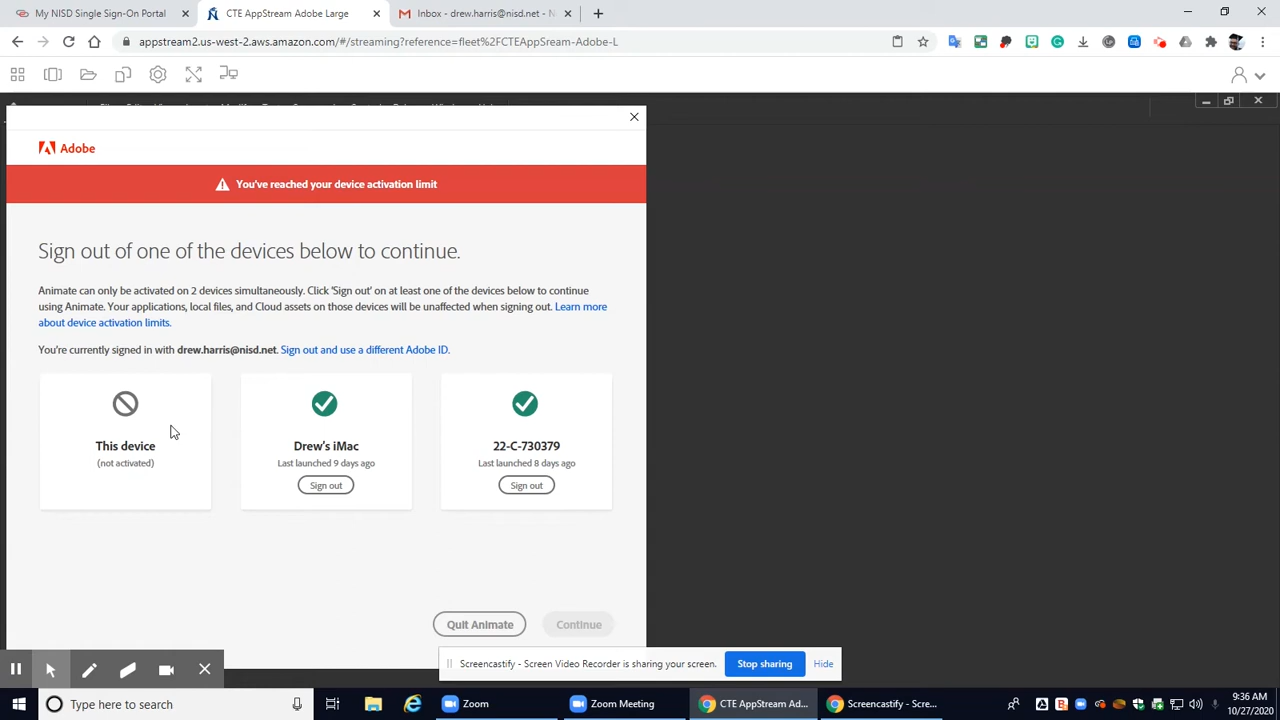 My NISD Single Sign-On Portal
CTE AppStream Adobe Large
Inbox - drew.harris@nisd.net - N
appstream2.us-west-2.aws.amazon.com/#/streaming?reference=fleet%2FCTEAppSream-Adobe-L
Adobe
You've reached your device activation limit
Sign out of one of the devices below to continue.
Animate can only be activated on 2 devices simultaneously. Click 'Sign out' on at least one of the devices below to continue
using Animate. Your applications, local files, and Cloud assets on those devices will be unaffected when signing out. Learn more
about device activation limits.
You're currently signed in with drew.harris@nisd.net. Sign out and use a different Adobe ID.
This device
(not activated)
Drew's iMac
Last launched 9 days ago
Sign out
22-C-730379
Last launched 8 days ago
Sign out
Quit Animate
Continue
Screencastify - Screen Video Recorder is sharing your screen.
Stop sharing
Hide
Type here to search
Zoom
Zoom Meeting
CTE AppStream Ad...
Screencastify - Scre...
9:36 AM
10/27/2020